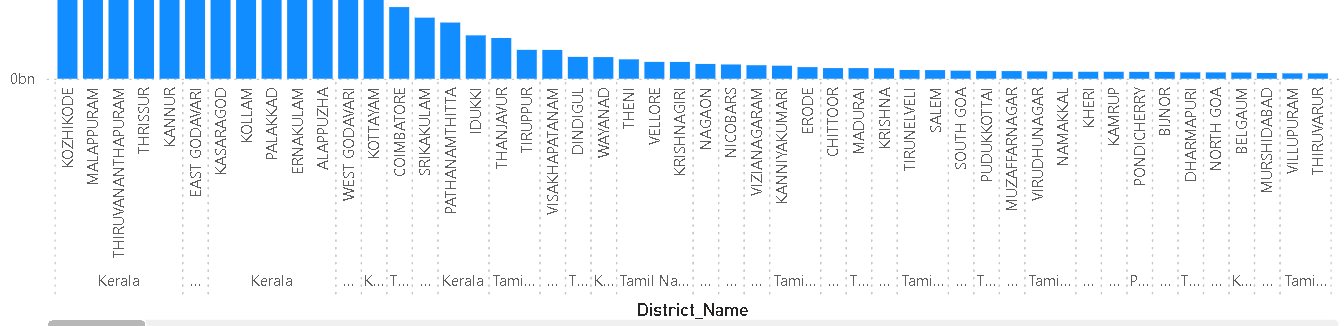 0bn
KOZHIKODE
MALAPPURAM
THIRUVANANTHAPURAM
THRISSUR
KANNUR
EAST GODAVARI
KASARAGOD
KOLLAM
PALAKKAD
ERNAKULAM
ALAPPUZHA
WEST GODAVARI
KOTTAYAM
COIMBATORE
SRIKAKULAM
PATHANAMTHITTA
IDUKKI
THANJAVUR
TIRUPPUR
VISAKHAPATANAM
DINDIGUL
WAYANAD
THENI
VELLORE
KRISHNAGIRI
NAGAON
NICOBARS
VIZIANAGARAM
KANNIYAKUMARI
ERODE
CHITTOOR
MADURAI
KRISHNA
TIRUNELVELI
SALEM
SOUTH GOA
PUDUKKOTTAI
MUZAFFARNAGAR
VIRUDHUNAGAR
NAMAKKAL
KHERI
KAMRUP
PONDICHERRY
BIJNOR
DHARMAPURI
NORTH GOA
BELGAUM
MURSHIDABAD
VILLUPURAM
THIRUVARUR
Kerala ... Kerala ... K... T... ... Kerala Tami... ... T... K... Tamil Na... ... ... ... Tami... ... T... ... Tami... ... T... ... Tami... ... ... P... ... T... ... K... ... Tami...
District_Name